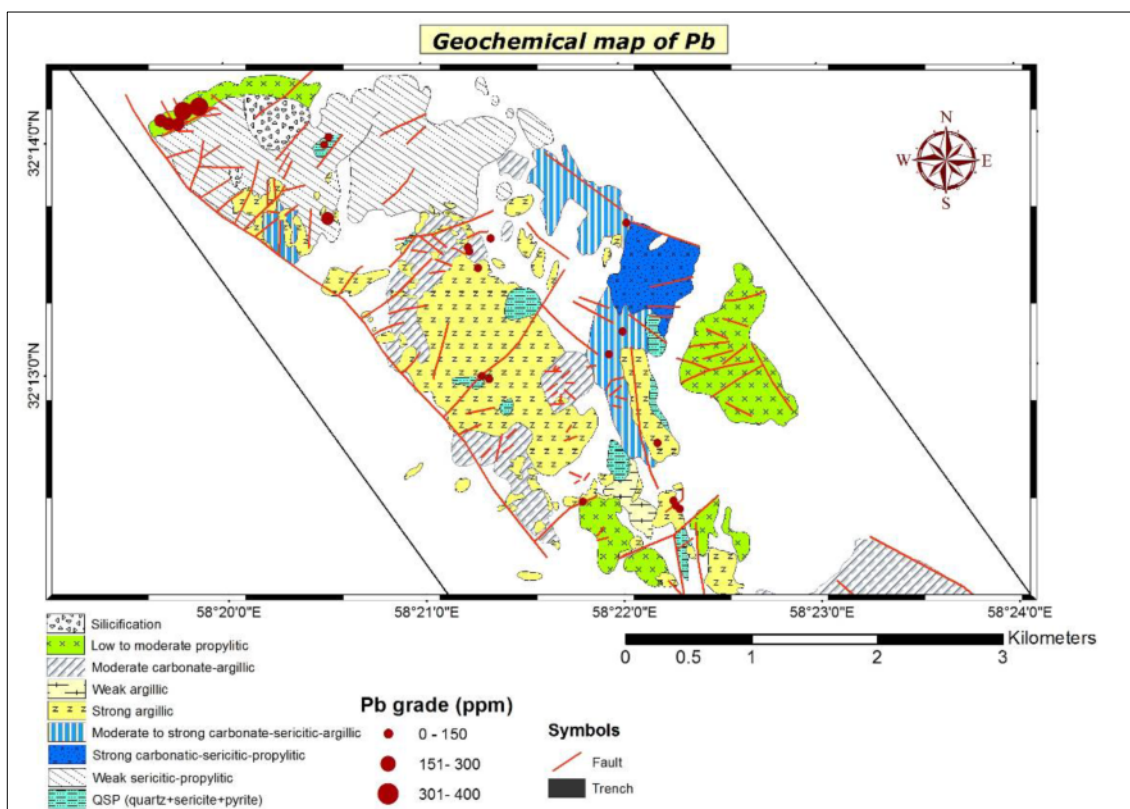 Geochemical map of Pb
N
W E
S
32°14'0"N
32°13'0"N
58°20'0"E 58°21'0"E 58°22'0"E 58°23'0"E 58°24'0"E
Silicification
Low to moderate propylitic
Moderate carbonate-argillic
Weak argillic
Strong argillic
Moderate to strong carbonate-sericitic-argillic
Strong carbonatic-sericitic-propylitic
Weak sericitic-propylitic
QSP (quartz+sericite+pyrite)
Pb grade (ppm)
0 - 150
151- 300
301- 400
Symbols
Fault
Trench
Kilometers
0 0.5 1 2 3